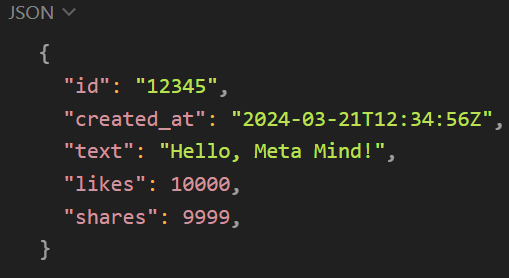 JSON
{
"id": "12345",
"created_at": "2024-03-21T12:34:56Z",
"text": "Hello, Meta Mind!",
"likes": 10000,
"shares": 9999,
}